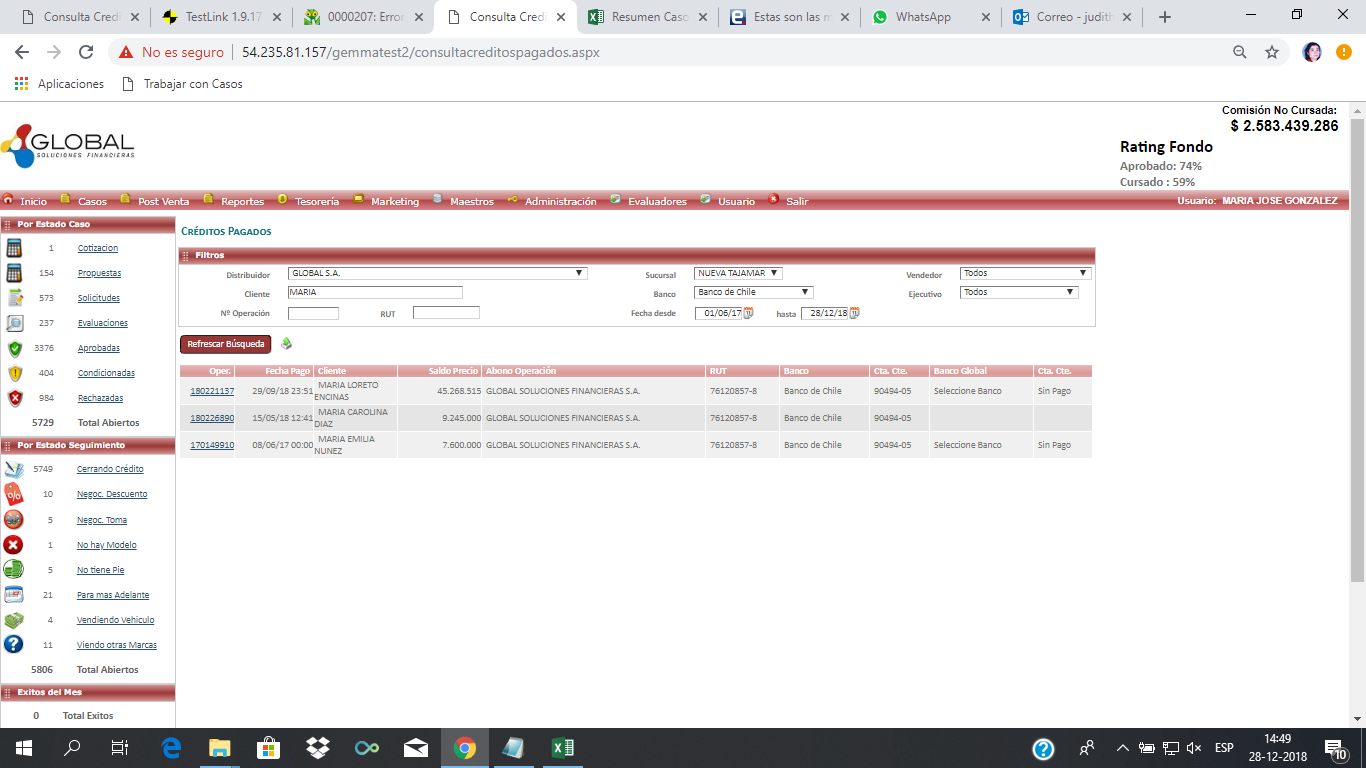 Consulta Credi
TestLink 1.9.17
0000207: Error
Consulta Credi
Resumen Caso
Estas son las m
WhatsApp
Correo - judith
No es seguro
54.235.81.157/gemmatest2/consultacreditospagados.aspx
Aplicaciones
Trabajar con Casos
Comisión No Cursada:
$ 2.583.439.286
GLOBAL
SOLUCIONES FINANCIERAS
Rating Fondo
Aprobado: 74%
Cursado : 59%
Inicio Casos Post Venta Reportes Tesorería Marketing Maestros Administración Evaluadores Usuario Salir Usuario: MARIA JOSE GONZALEZ
Por Estado Caso
1 Cotizacion
154 Propuestas
573 Solicitudes
237 Evaluaciones
3376 Aprobadas
404 Condicionadas
984 Rechazadas
5729 Total Abiertos
Por Estado Seguimiento
5749 Cerrando Crédito
10 Negoc. Descuento
5 Negoc. Toma
1 No hay Modelo
5 No tiene Pie
21 Para mas Adelante
4 Vendiendo Vehiculo
11 Viendo otras Marcas
5806 Total Abiertos
Exitos del Mes
0 Total Exitos
CRÉDITOS PAGADOS
Filtros
Distribuidor GLOBAL S.A. Sucursal NUEVA TAJAMAR Vendedor Todos
Cliente MARIA Banco Banco de Chile Ejecutivo Todos
Nº Operación RUT Fecha desde 01/06/17 hasta 28/12/18
Refrescar Búsqueda
Oper. Fecha Pago Cliente Saldo Precio Abono Operación RUT Banco Cta. Cte. Banco Global Cta. Cte.
180221137 29/09/18 23:51 MARIA LORETO ENCINAS 45.268.515 GLOBAL SOLUCIONES FINANCIERAS S.A. 76120857-8 Banco de Chile 90494-05 Seleccione Banco Sin Pago
180226890 15/05/18 12:41 MARIA CAROLINA DIAZ 9.245.000 GLOBAL SOLUCIONES FINANCIERAS S.A. 76120857-8 Banco de Chile 90494-05
170149910 08/06/17 00:00 MARIA EMILIA NUNEZ 7.600.000 GLOBAL SOLUCIONES FINANCIERAS S.A. 76120857-8 Banco de Chile 90494-05 Seleccione Banco Sin Pago
ESP
14:49
28-12-2018
10